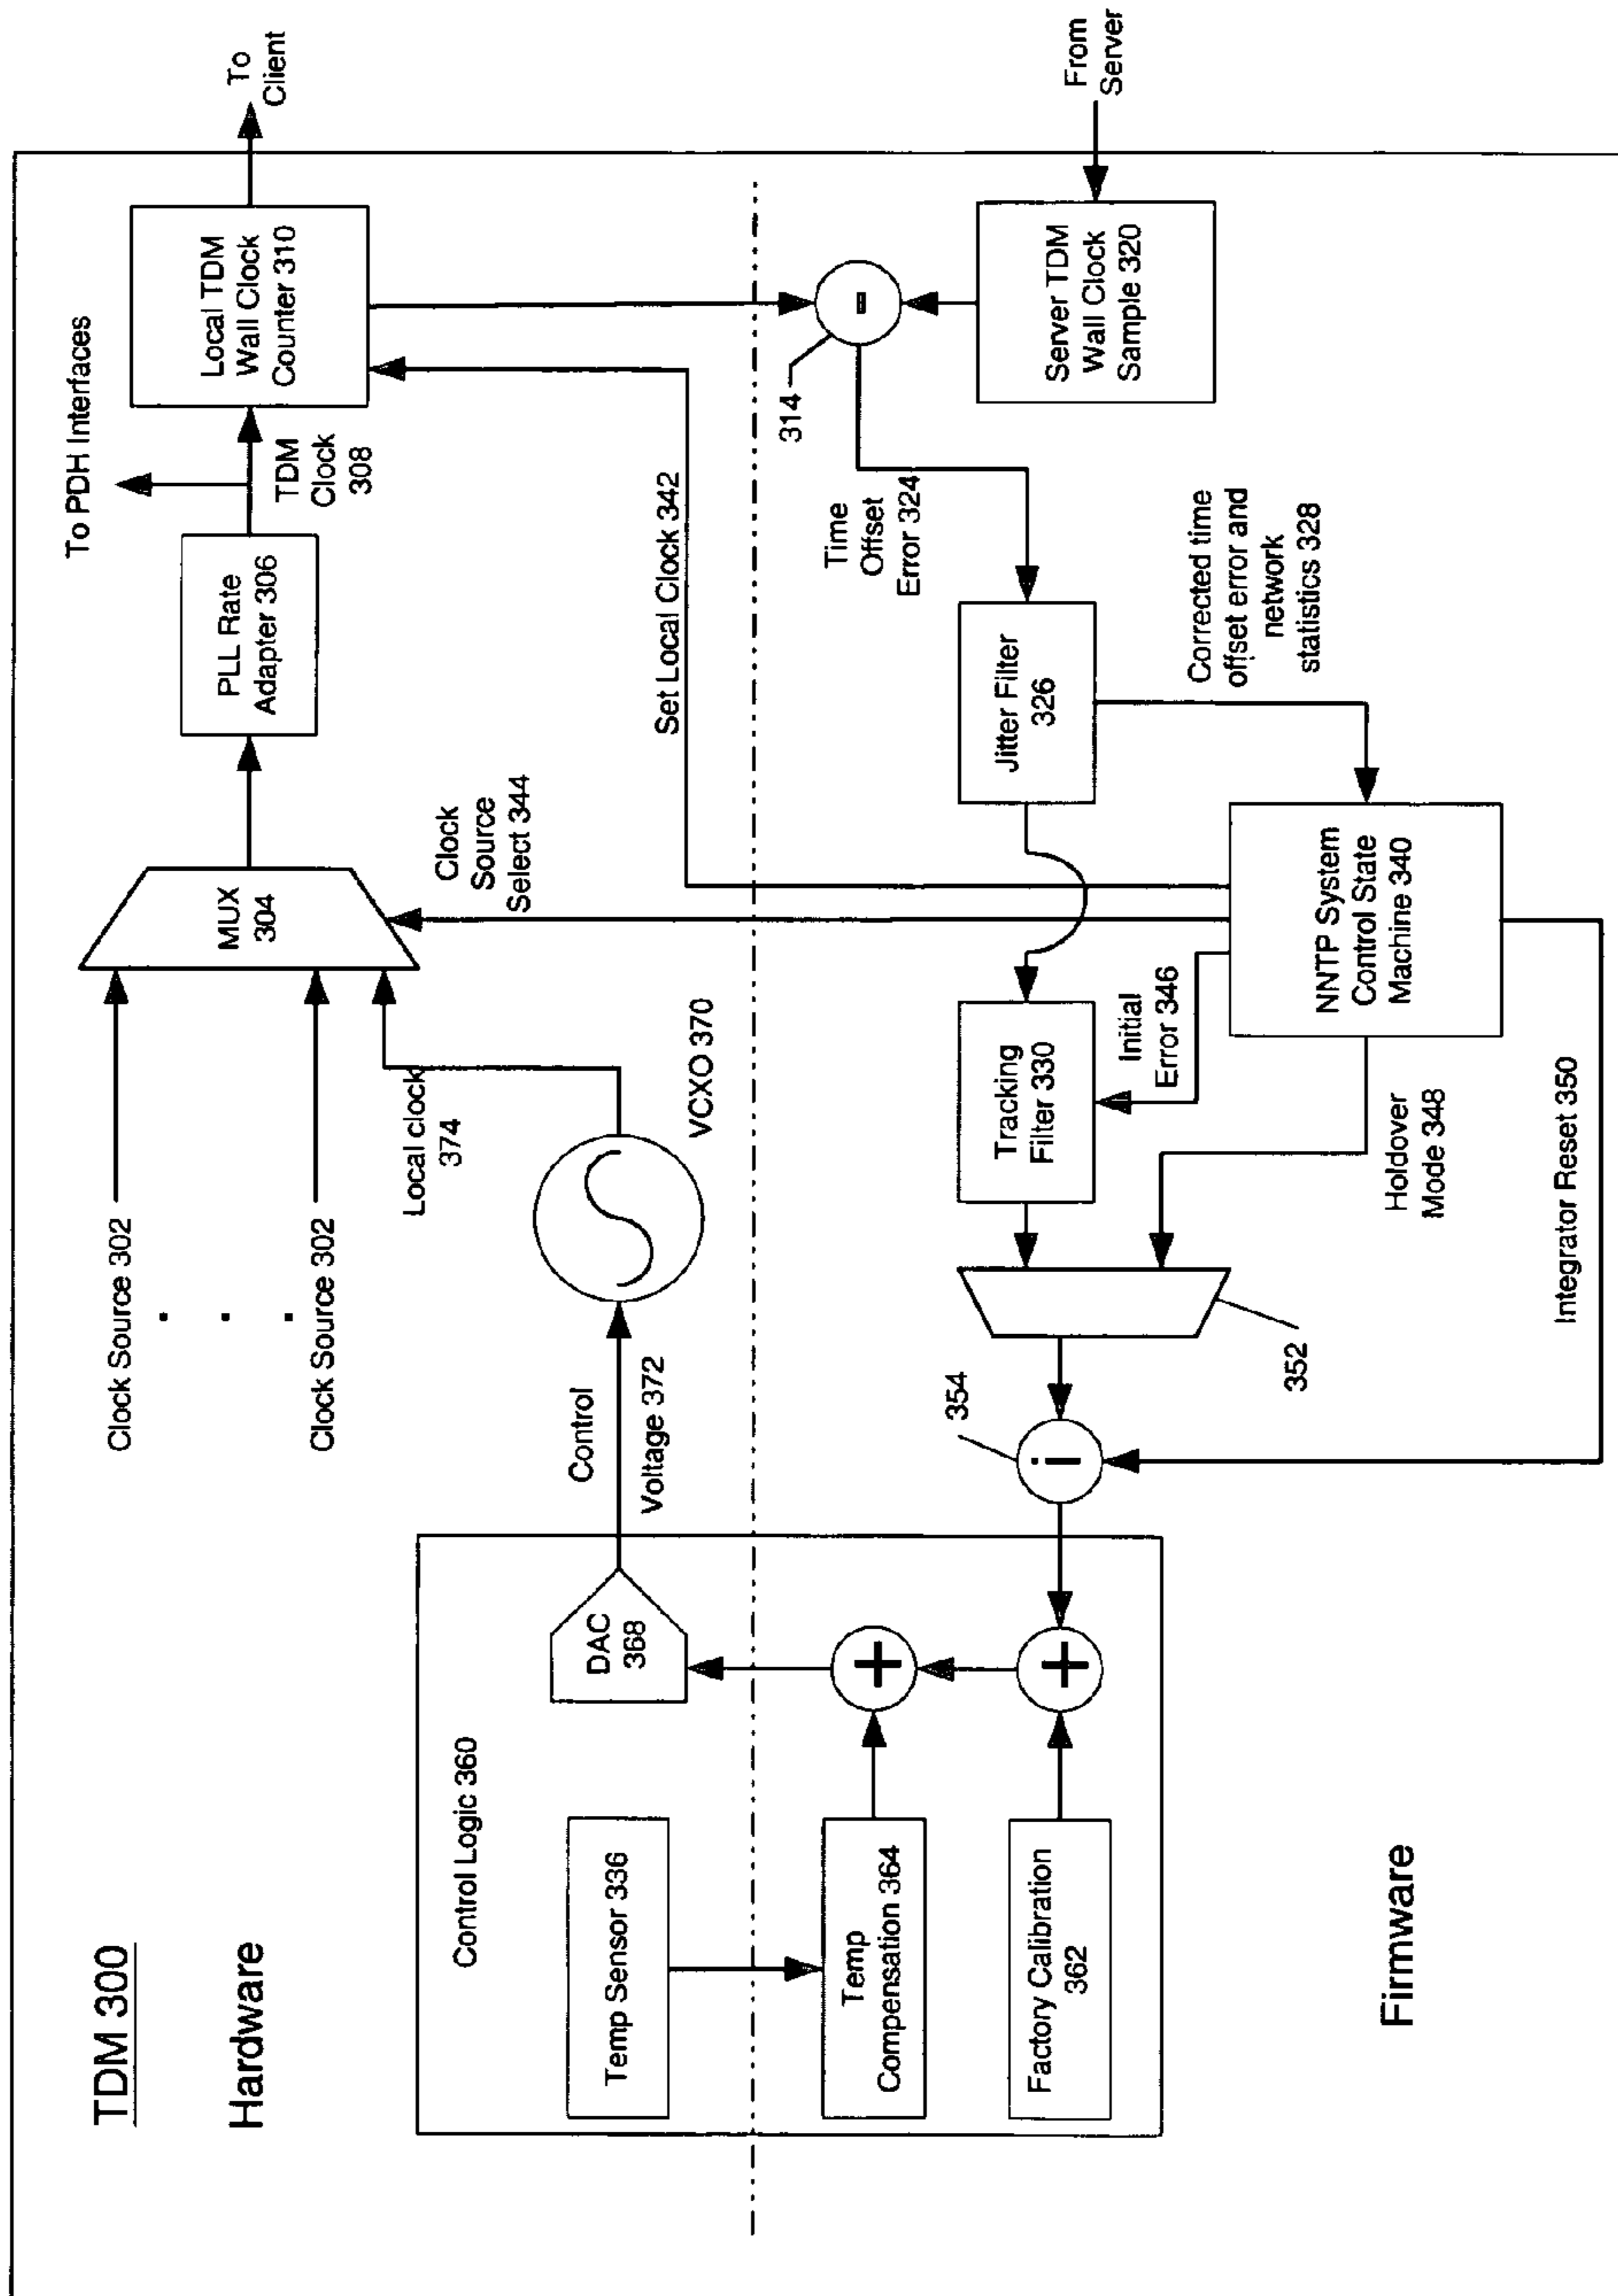 TDM 300
Hardware
Clock Source 302
.
.
.
Clock Source 302
MUX
304
PLL Rate
Adapter 306
To PDH Interfaces
TDM
Clock
308
Local TDM
Wall Clock
Counter 310
To
Client
Control Logic 360
Temp Sensor 336
DAC
368
Control
Voltage 372
VCXO 370
Local clock
374
Clock
Source
Select 344
Set Local Clock 342
Temp
Compensation 364
+
Factory Calibration
362
+
354
i
352
Tracking
Filter 330
Initial
Error 346
Holdover
Mode 348
Integrator Reset 350
Jitter Filter
326
Time
Offset
Error 324
314
-
Server TDM
Wall Clock
Sample 320
From
Server
Corrected time
offset error and
network
statistics 328
NNTP System
Control State
Machine 340
Firmware